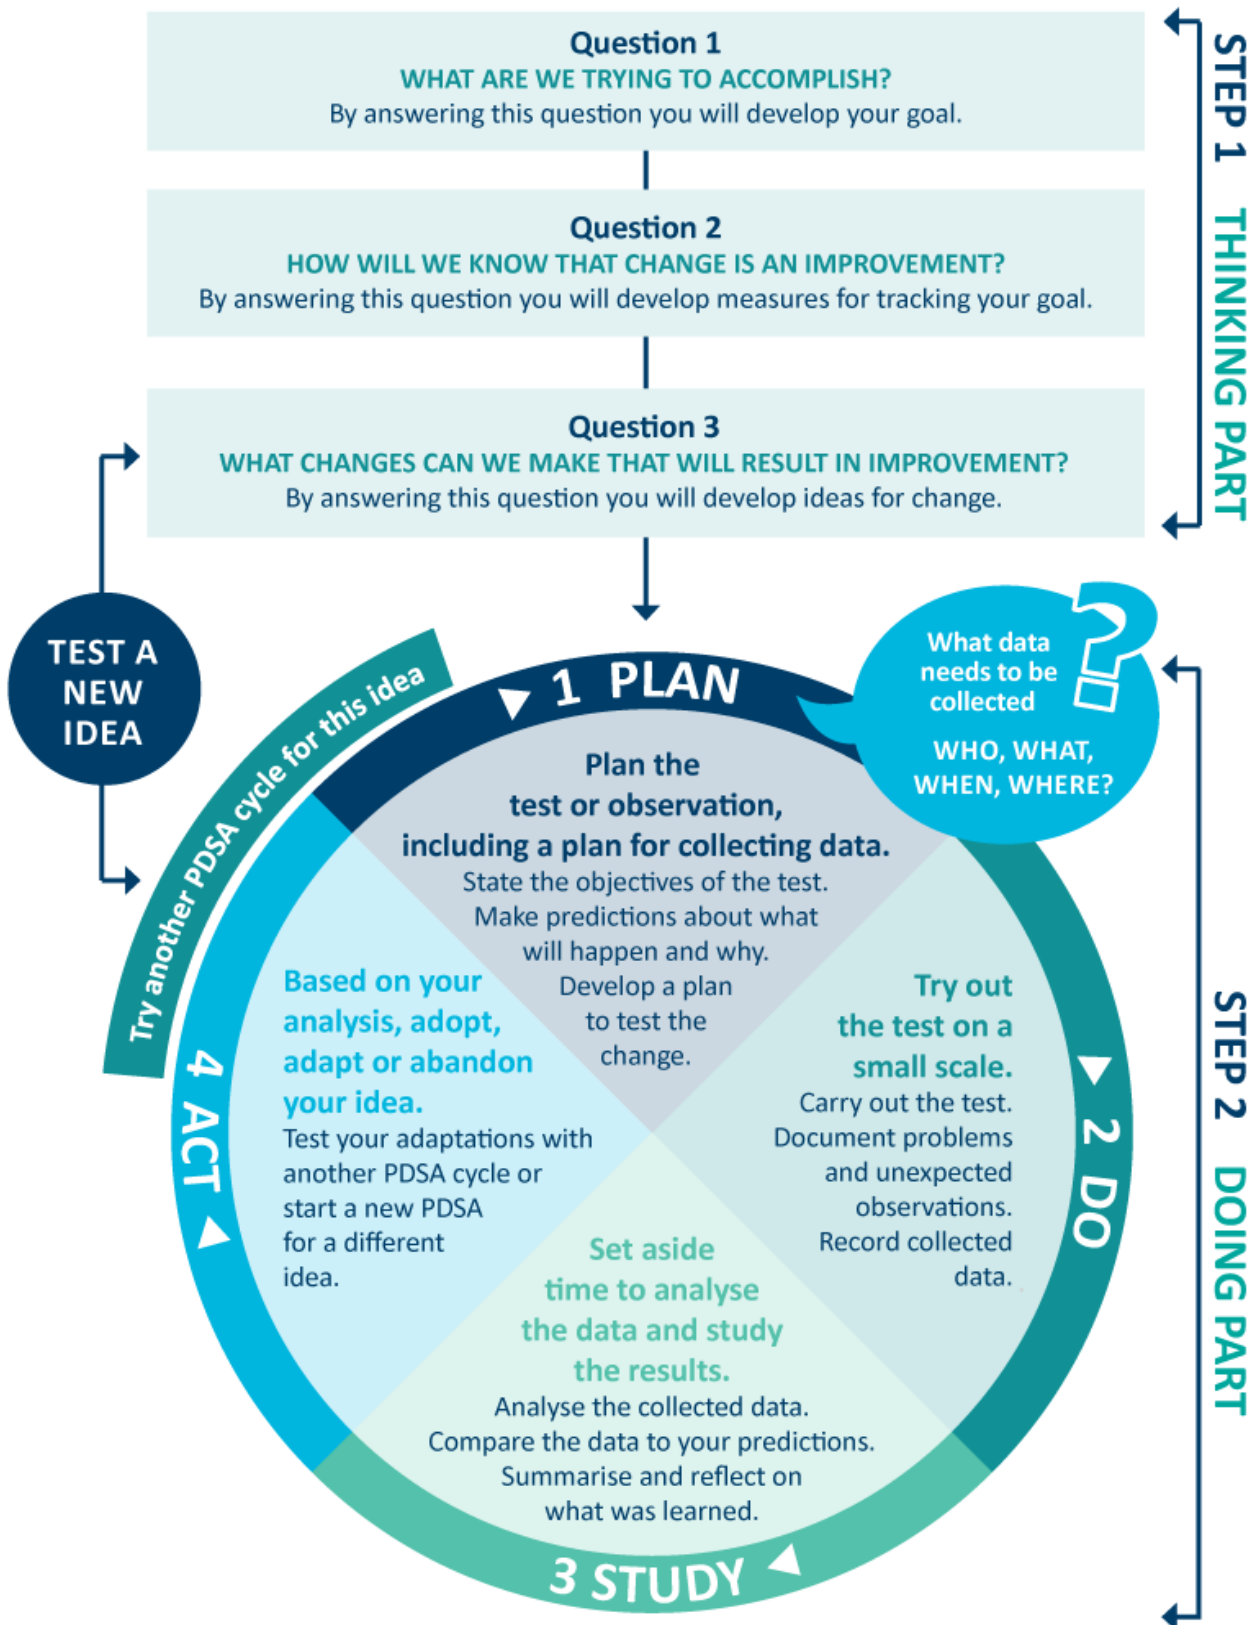 Question 1
WHAT ARE WE TRYING TO ACCOMPLISH?
By answering this question you will develop your goal.
Question 2
HOW WILL WE KNOW THAT CHANGE IS AN IMPROVEMENT?
By answering this question you will develop measures for tracking your goal.
Question 3
WHAT CHANGES CAN WE MAKE THAT WILL RESULT IN IMPROVEMENT?
By answering this question you will develop ideas for change.
STEP 1 THINKING PART
TEST A
NEW
IDEA
Try another PDSA cycle for this idea
1 PLAN
What data
needs to be
collected
?
WHO, WHAT,
WHEN, WHERE?
Plan the
test or observation,
including a plan for collecting data.
State the objectives of the test.
Make predictions about what
will happen and why.
Develop a plan
to test the
change.
2 DO
Try out
the test on a
small scale.
Carry out the test.
Document problems
and unexpected
observations.
Record collected
data.
3 STUDY
Set aside
time to analyse
the data and study
the results.
Analyse the collected data.
Compare the data to your predictions.
Summarise and reflect on
what was learned.
4 ACT
Based on your
analysis, adopt,
adapt or abandon
your idea.
Test your adaptations with
another PDSA cycle or
start a new PDSA
for a different
idea.
STEP 2 DOING PART